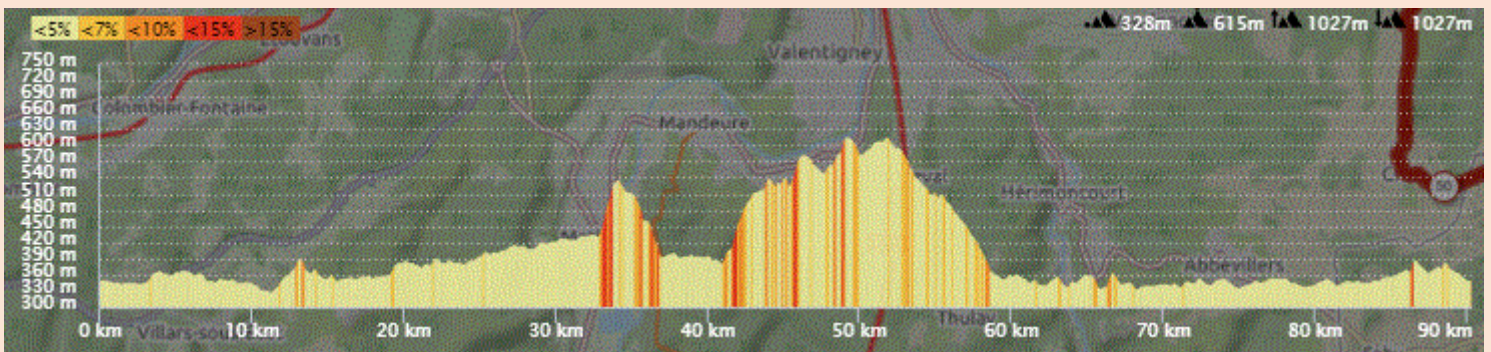 <5% <7% <10% <15% >15%
328m 615m 1027m 1027m
Valentigney
750 m
720 m
690 m
Colombier-Fontaine
660 m
630 m
Mandeure
600 m
570 m
540 m
510 m
Hérimoncourt
50
480 m
450 m
420 m
390 m
Abbévillers
360 m
330 m
300 m
Thulay
0 km 10 km 20 km 30 km 40 km 50 km 60 km 70 km 80 km 90 km